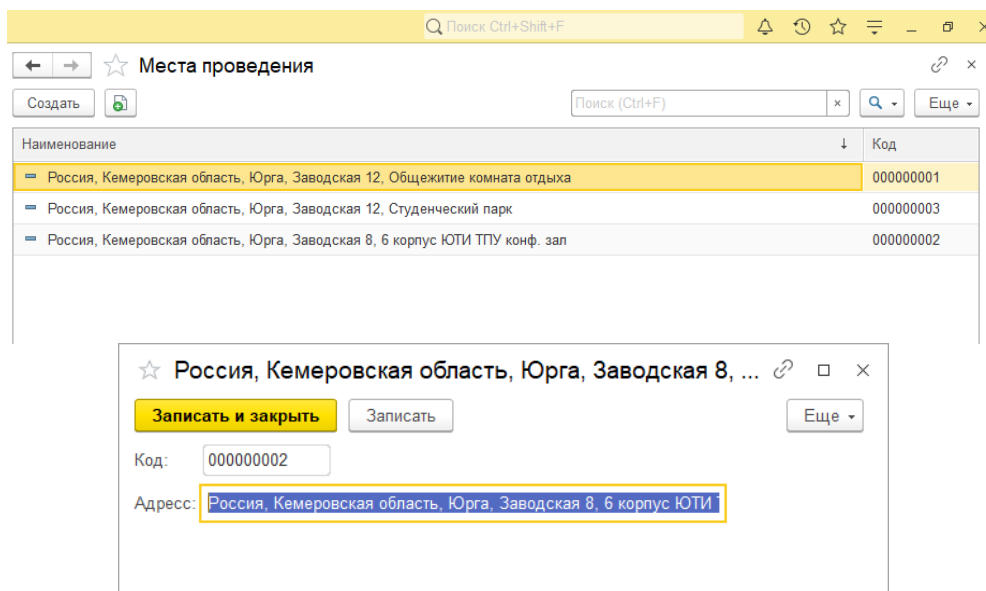 Поиск Ctrl+Shift+F
Места проведения
Создать Поиск (Ctrl+F) Еще
Наименование Код
Россия, Кемеровская область, Юрга, Заводская 12, Общежитие комната отдыха 000000001
Россия, Кемеровская область, Юрга, Заводская 12, Студенческий парк 000000003
Россия, Кемеровская область, Юрга, Заводская 8, 6 корпус ЮТИ ТПУ конф. зал 000000002
Россия, Кемеровская область, Юрга, Заводская 8, ...
Записать и закрыть Записать Еще
Код: 000000002
Адресс: Россия, Кемеровская область, Юрга, Заводская 8, 6 корпус ЮТИ